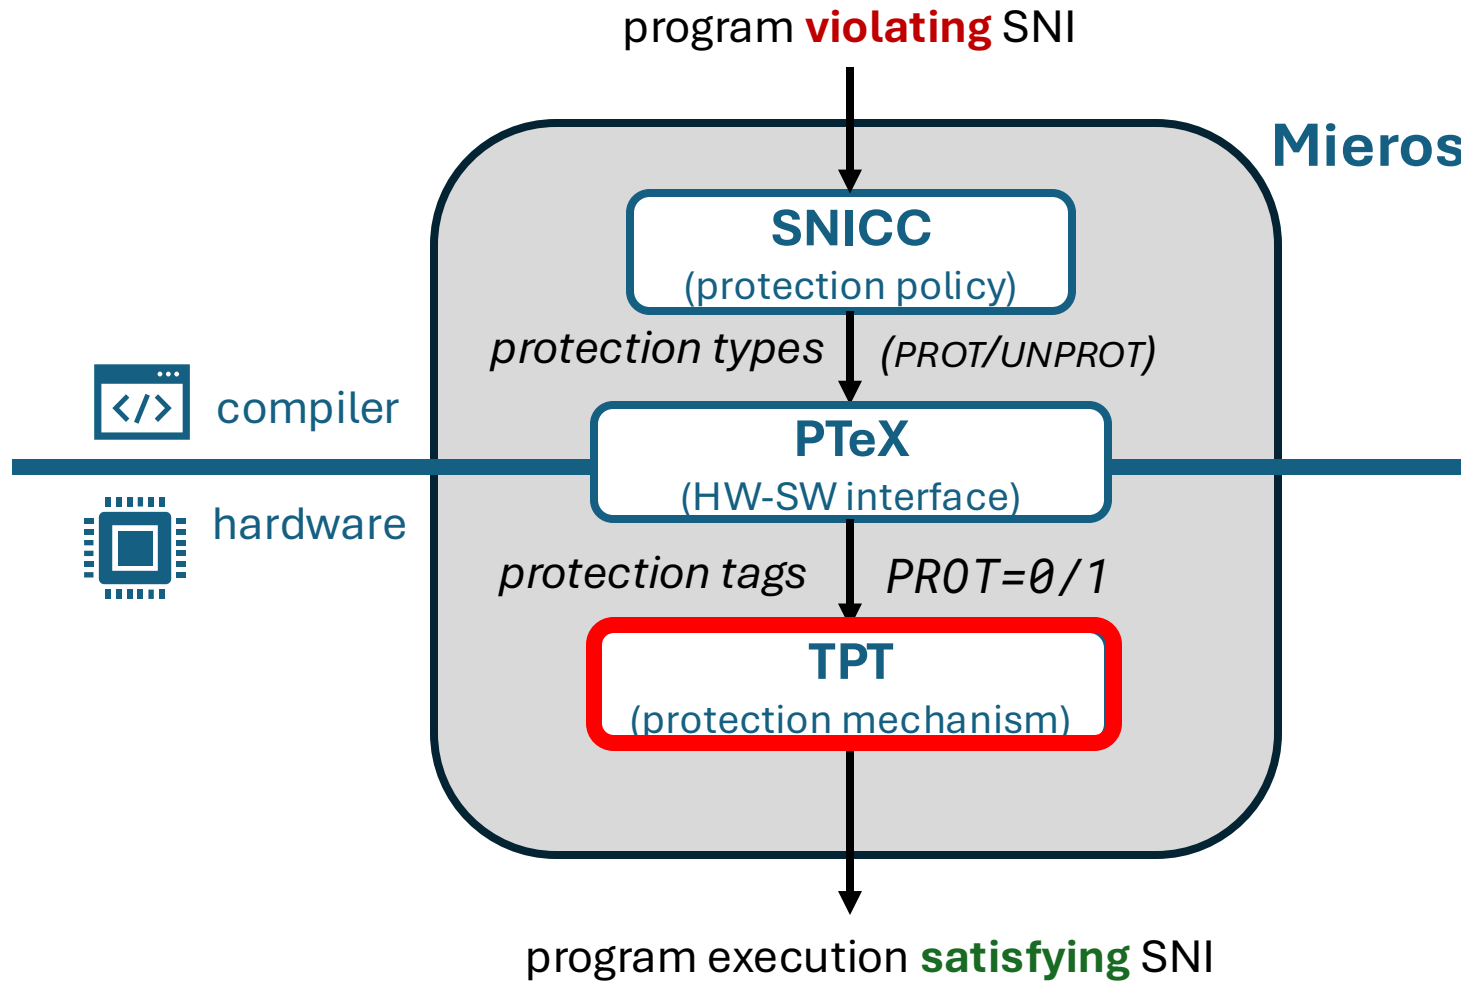 program violating SNI
Mieros
SNICC
(protection policy)
protection types (PROT/UNPROT)
</> compiler
PTeX
(HW-SW interface)
hardware
protection tags PROT=0/1
TPT
(protection mechanism)
program execution satisfying SNI